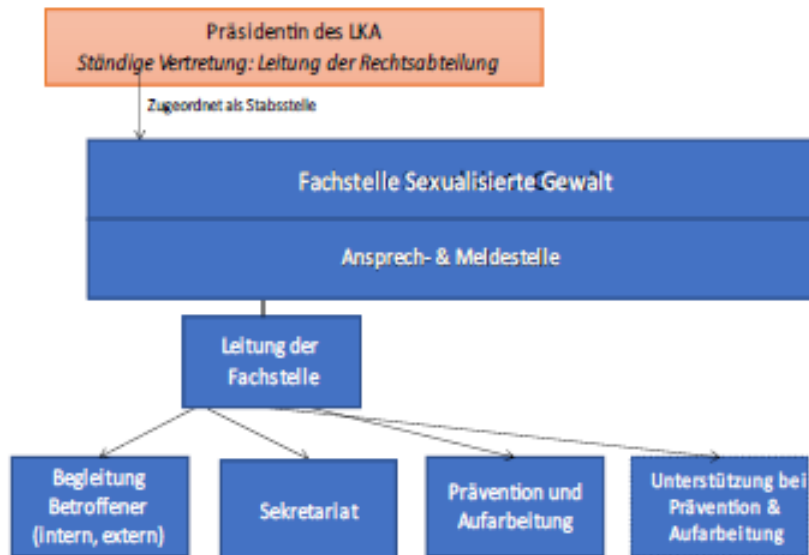 Präsidentin des LKA
Ständige Vertretung: Leitung der Rechtsabteilung
Zugeordnet als Stabsstelle
Fachstelle Sexualisierte Gewalt
Ansprech- & Meldestelle
Leitung der
Fachstelle
Begleitung
Betroffener
(intern, extern)
Sekretariat
Prävention und
Aufarbeitung
Unterstützung bei
Prävention &
Aufarbeitung